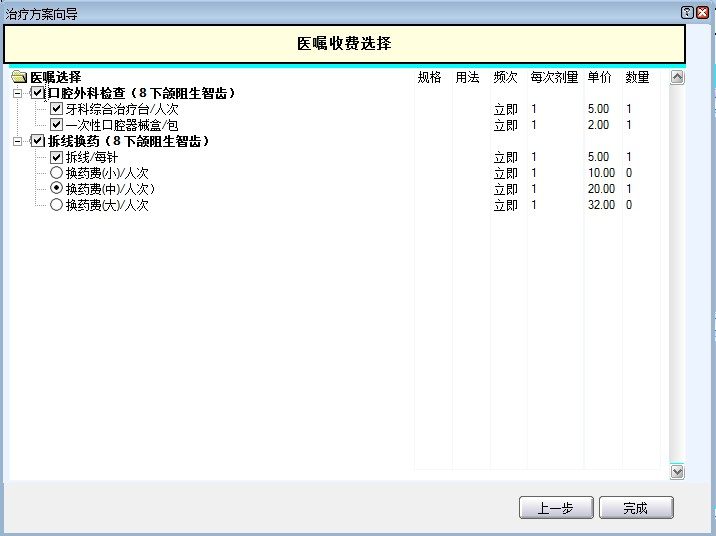 治疗方案向导
医嘱收费选择
医嘱选择 规格 用法 频次 每次剂量 单价 数量
口腔外科检查（8下颌阻生智齿）
牙科综合治疗台/人次 立即 1 5.00 1
一次性口腔器械盒/包 立即 1 2.00 1
拆线换药（8下颌阻生智齿）
拆线/每针 立即 1 5.00 1
换药费(小)/人次 立即 1 10.00 0
换药费(中)/人次） 立即 1 20.00 1
换药费(大)/人次 立即 1 32.00 0
上一步 完成